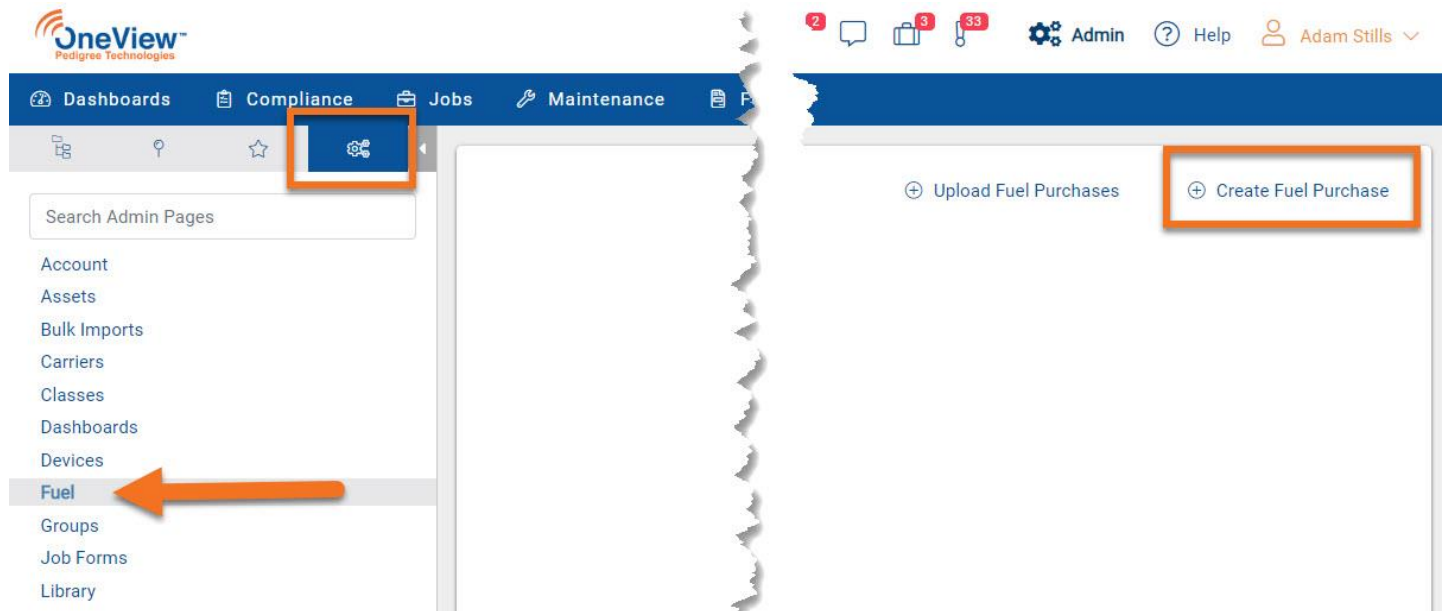 OneView™
Pedigree Technologies
2
3
33
Admin
Help
Adam Stills
Dashboards
Compliance
Jobs
Maintenance
Search Admin Pages
Upload Fuel Purchases
Create Fuel Purchase
Account
Assets
Bulk Imports
Carriers
Classes
Dashboards
Devices
Fuel
Groups
Job Forms
Library